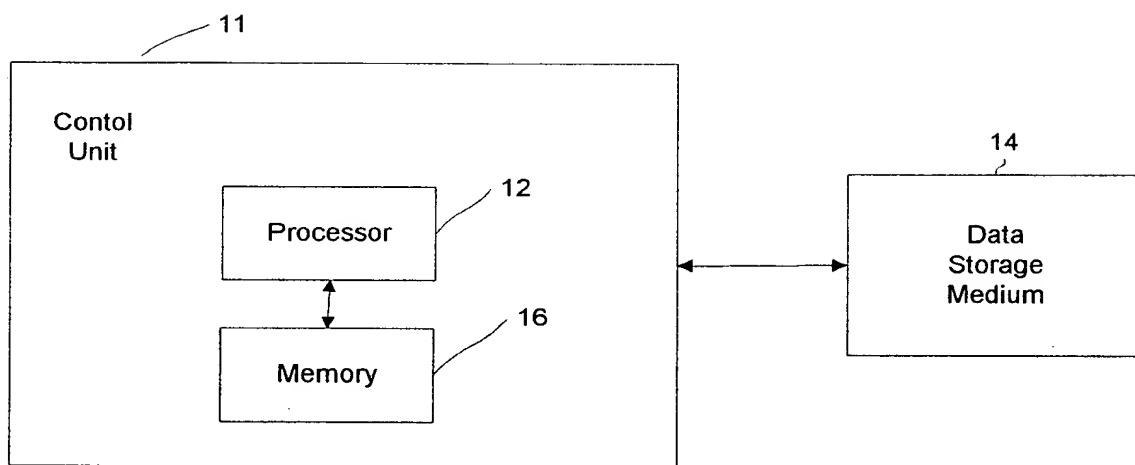 11
Contol
Unit
12
Processor
16
Memory
14
Data
Storage
Medium